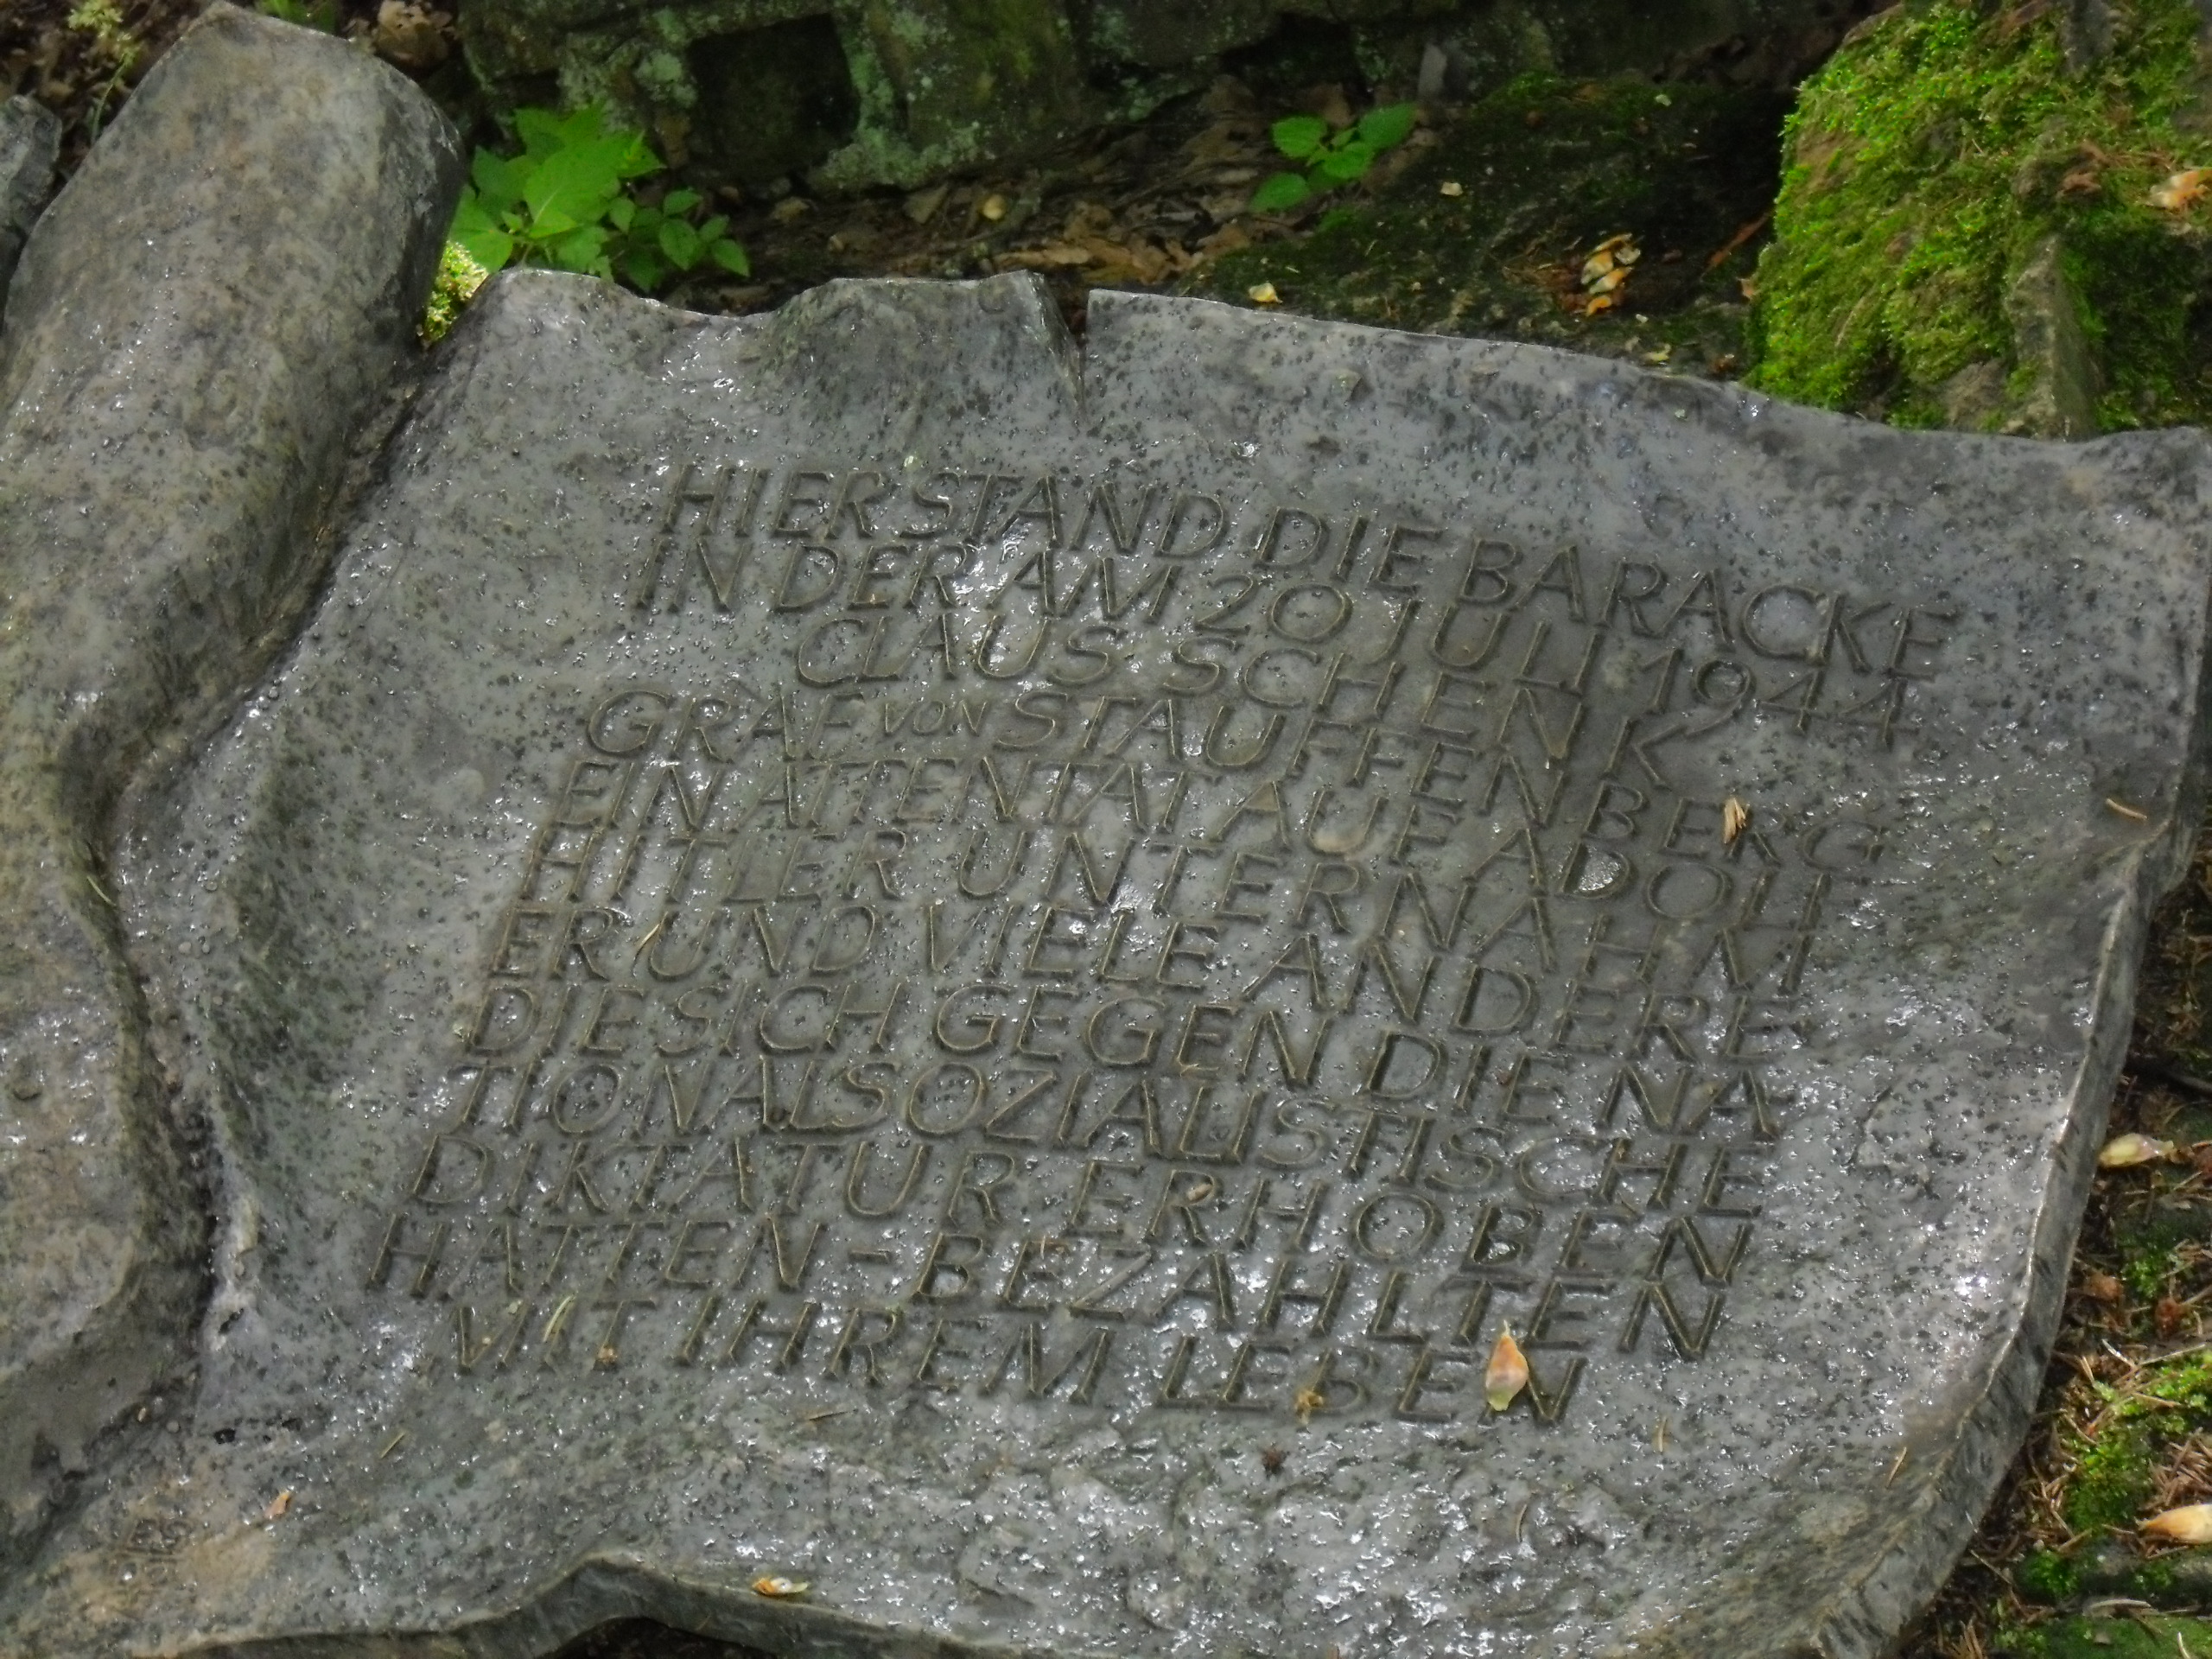 HIER STAND DIE BARACKE
IN DER AM 20 JULI 1944
CLAUS SCHENK
GRAF VON STAUFFENBERG
EIN ATTENTAT AUF ADOLF
HITLER UNTERNAHM
ER UND VIELE ANDERE
DIE SICH GEGEN DIE NA
TIONALSOZIALISTISCHE
DIKTATUR ERHOBEN
HATTEN - BEZAHLTEN
MIT IHREM LEBEN